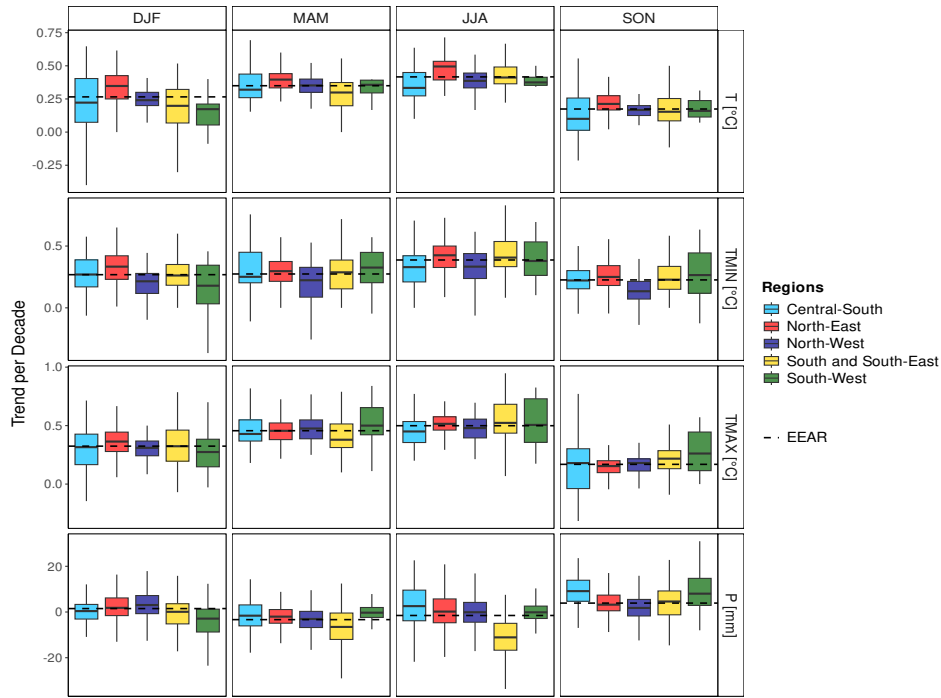 DJF MAM JJA SON
0.75
0.50
0.25
0.00
-0.25
T [°C]
0.5
0.0
TMIN [°C]
1.0
0.5
0.0
TMAX [°C]
20
0
-20
P [mm]
Trend per Decade
Regions
Central-South
North-East
North-West
South and South-East
South-West
EEAR